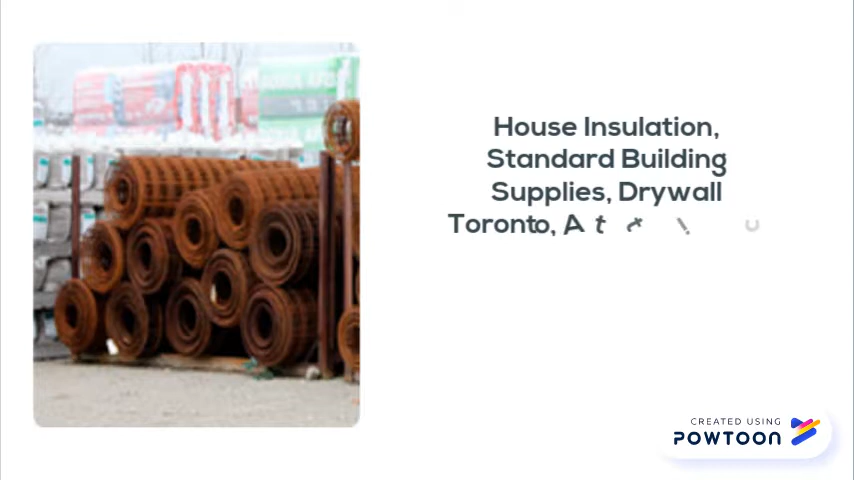 House Insulation,
Standard Building
Supplies, Drywall
Toronto,
CREATED USING
POWTOON